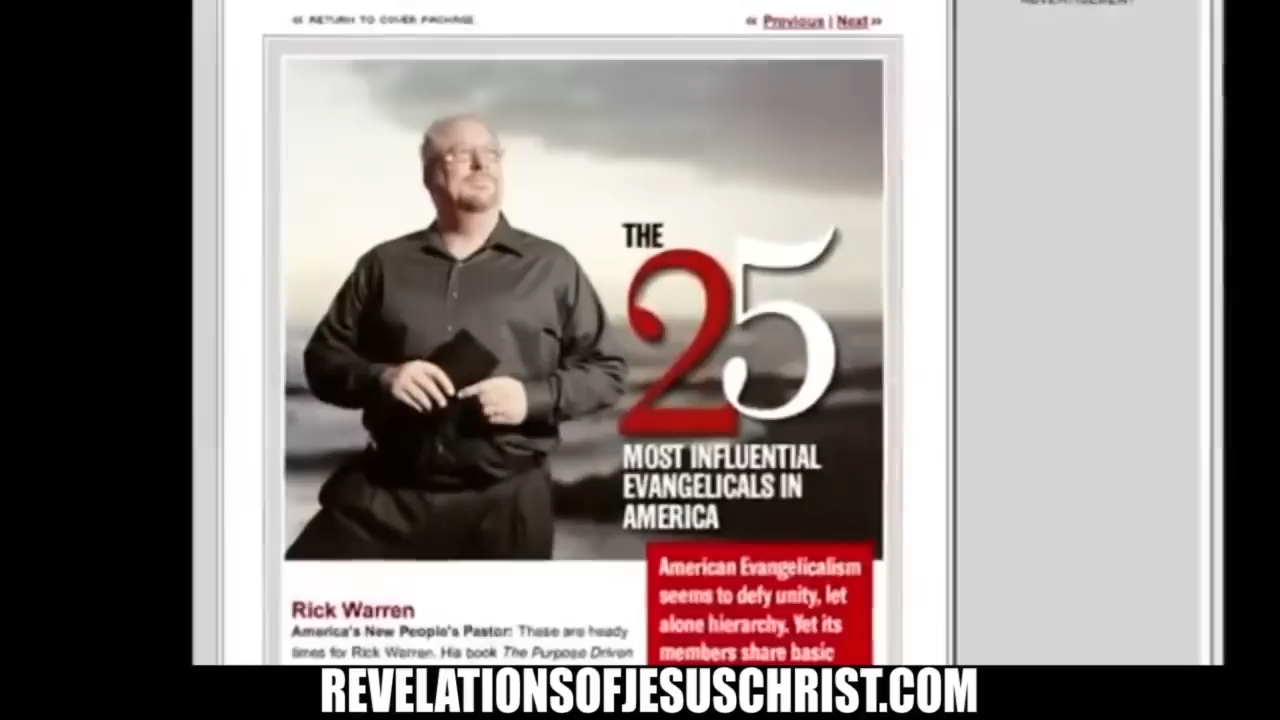 « RETURN TO COVER PACKAGE
« Previous | Next »
ADVERTISEMENT
THE
25
MOST INFLUENTIAL
EVANGELICALS IN
AMERICA
American Evangelicalism
seems to defy unity, let
alone hierarchy. Yet its
members share basic
Rick Warren
America's New People's Pastor: These are heady
times for Rick Warren. His book The Purpose Driven
REVELATIONSOFJESUSCHRIST.COM